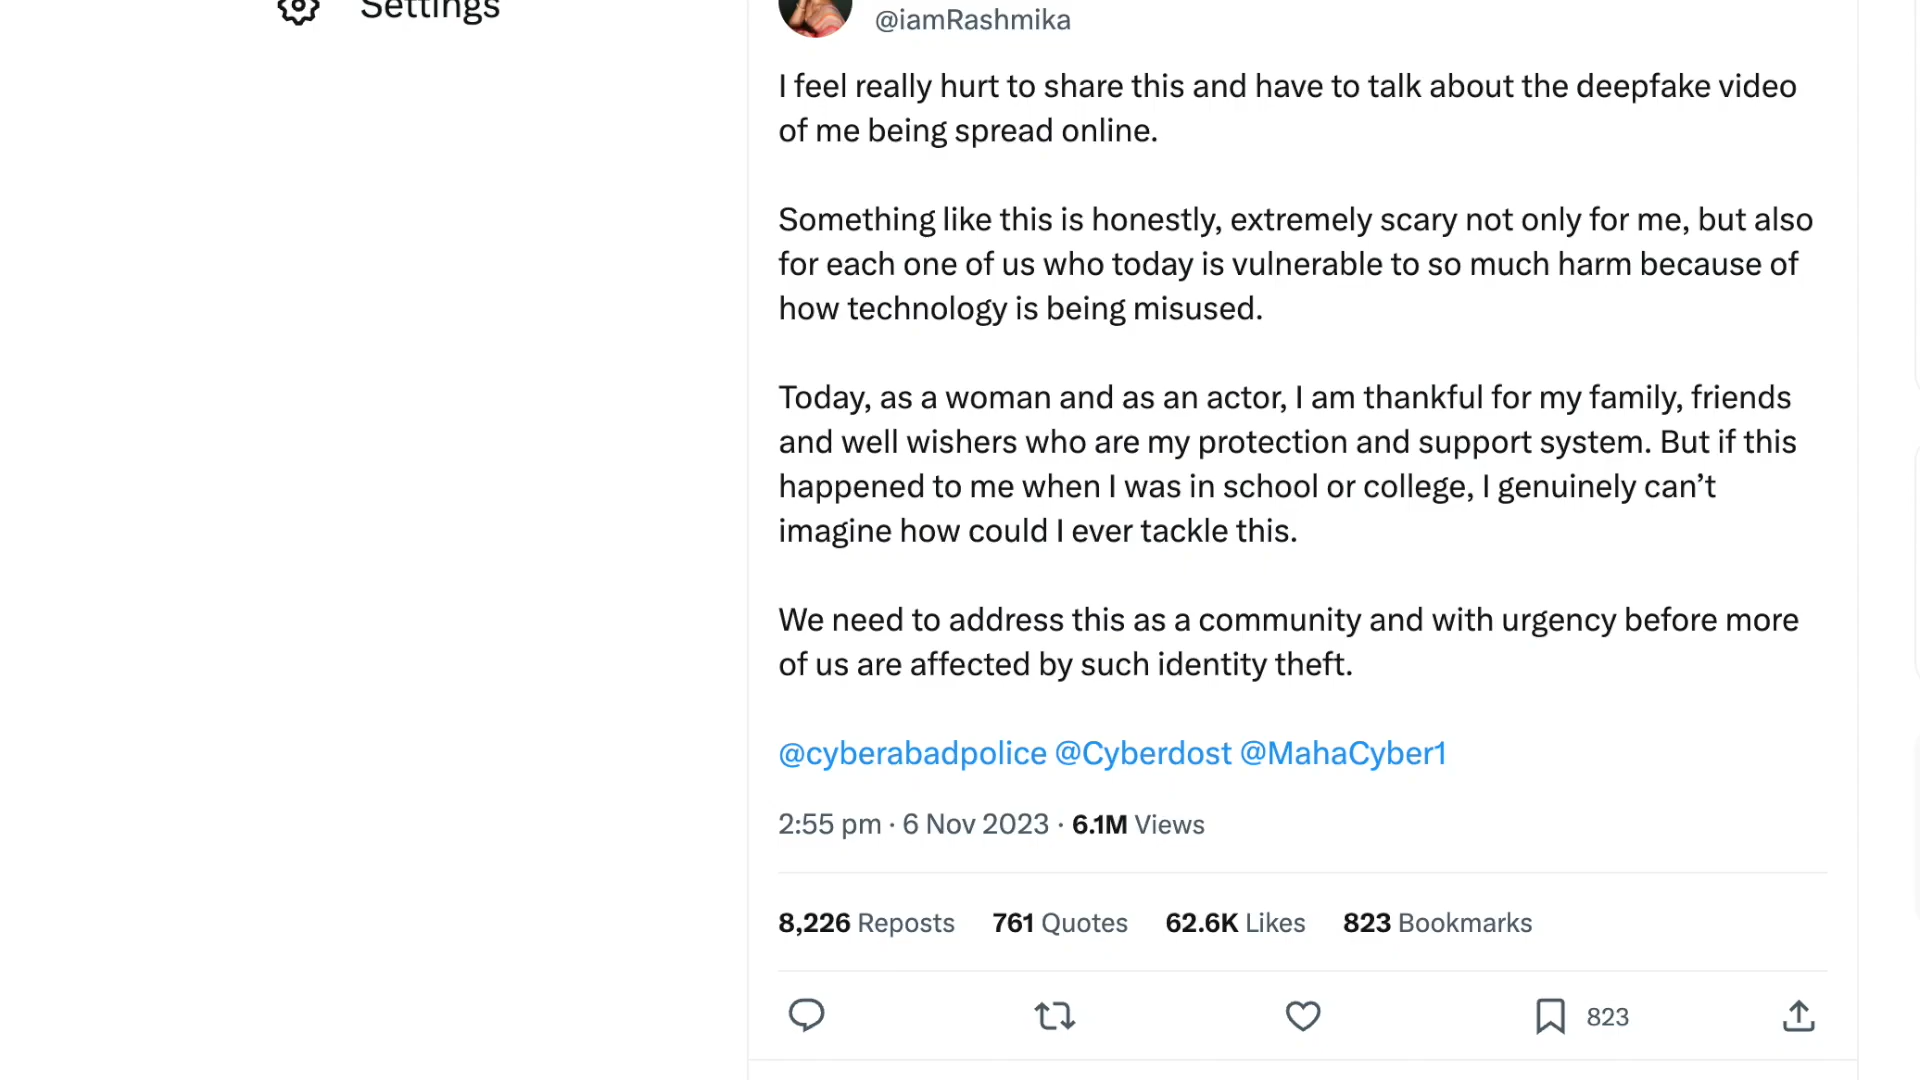 Settings
@iamRashmika
I feel really hurt to share this and have to talk about the deepfake video
of me being spread online.
Something like this is honestly, extremely scary not only for me, but also
for each one of us who today is vulnerable to so much harm because of
how technology is being misused.
Today, as a woman and as an actor, I am thankful for my family, friends
and well wishers who are my protection and support system. But if this
happened to me when I was in school or college, I genuinely can’t
imagine how could I ever tackle this.
We need to address this as a community and with urgency before more
of us are affected by such identity theft.
@cyberabadpolice @Cyberdost @MahaCyber1
2:55 pm · 6 Nov 2023 · 6.1M Views
8,226 Reposts 761 Quotes 62.6K Likes 823 Bookmarks
823